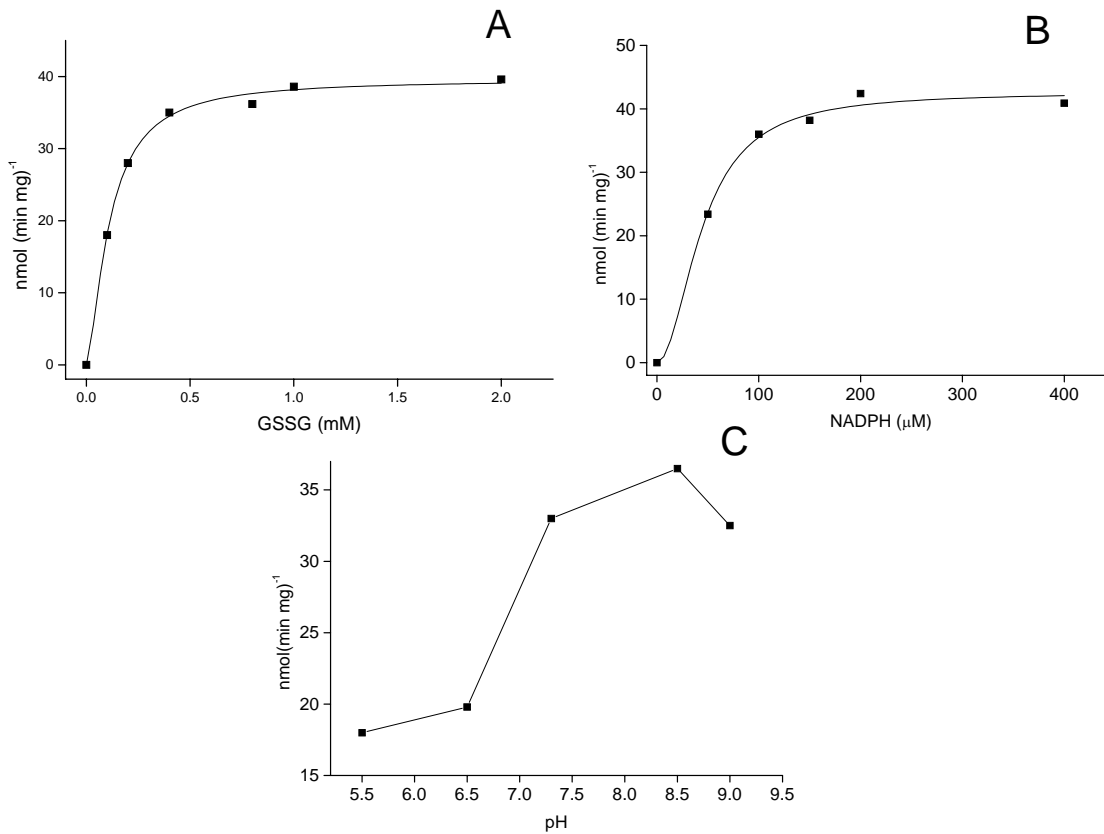 A
nmol (min mg)-1
40
30
20
10
0
0.0 0.5 1.0 1.5 2.0
GSSG (mM)
B
nmol (min mg)-1
50
40
30
20
10
0
0 100 200 300 400
NADPH (μM)
C
nmol(min mg)-1
35
30
25
20
15
5.5 6.0 6.5 7.0 7.5 8.0 8.5 9.0 9.5
pH